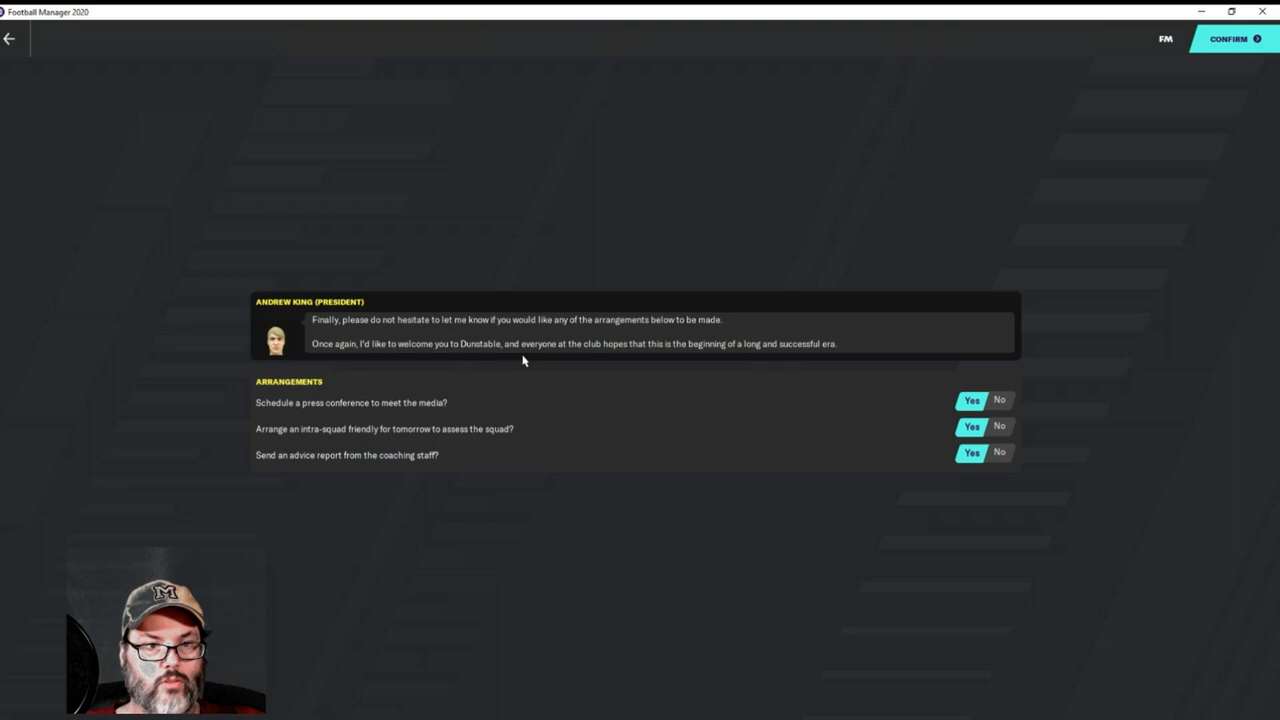 Football Manager 2020
FM
CONFIRM
ANDREW KING (PRESIDENT)
Finally, please do not hesitate to let me know if you would like any of the arrangements below to be made.
Once again, I'd like to welcome you to Dunstable, and everyone at the club hopes that this is the beginning of a long and successful era.
ARRANGEMENTS
Schedule a press conference to meet the media? Yes No
Arrange an intra-squad friendly for tomorrow to assess the squad? Yes No
Send an advice report from the coaching staff? Yes No
M